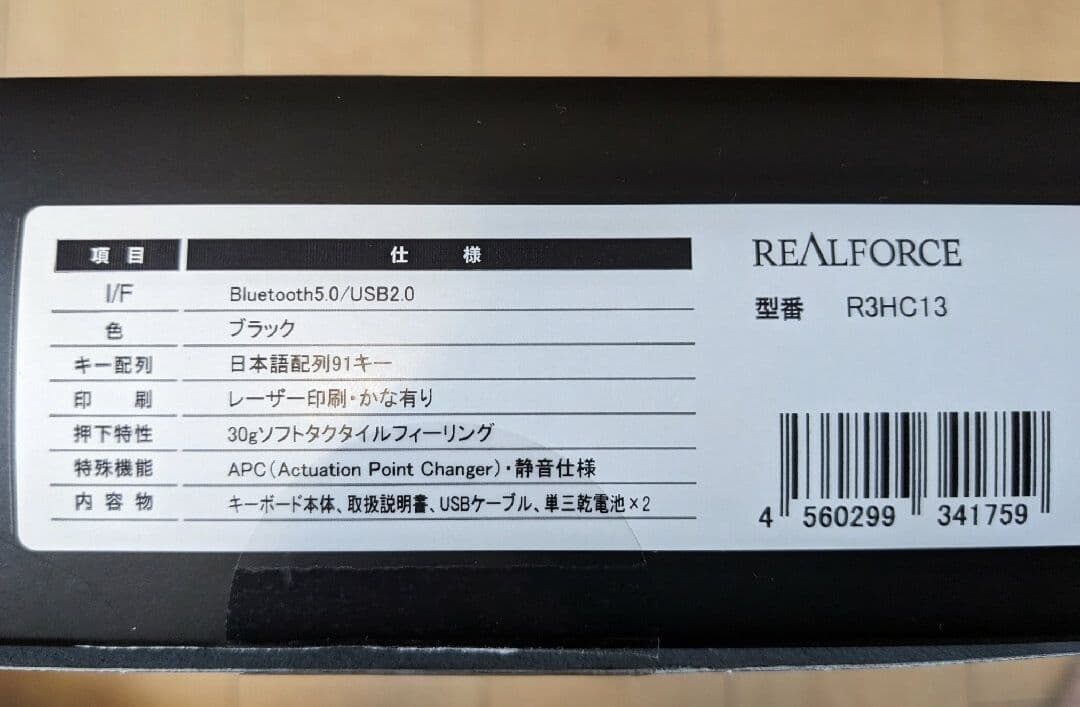 項目 仕様
I/F Bluetooth5.0/USB2.0
色 ブラック
キー配列 日本語配列91キー
印刷 レーザー印刷・かな有り
押下特性 30gソフトタクタイルフィーリング
特殊機能 APC(Actuation Point Changer)・静音仕様
内容物 キーボード本体、取扱説明書、USBケーブル、単三乾電池×2
REALFORCE
型番 R3HC13
4 560299 341759